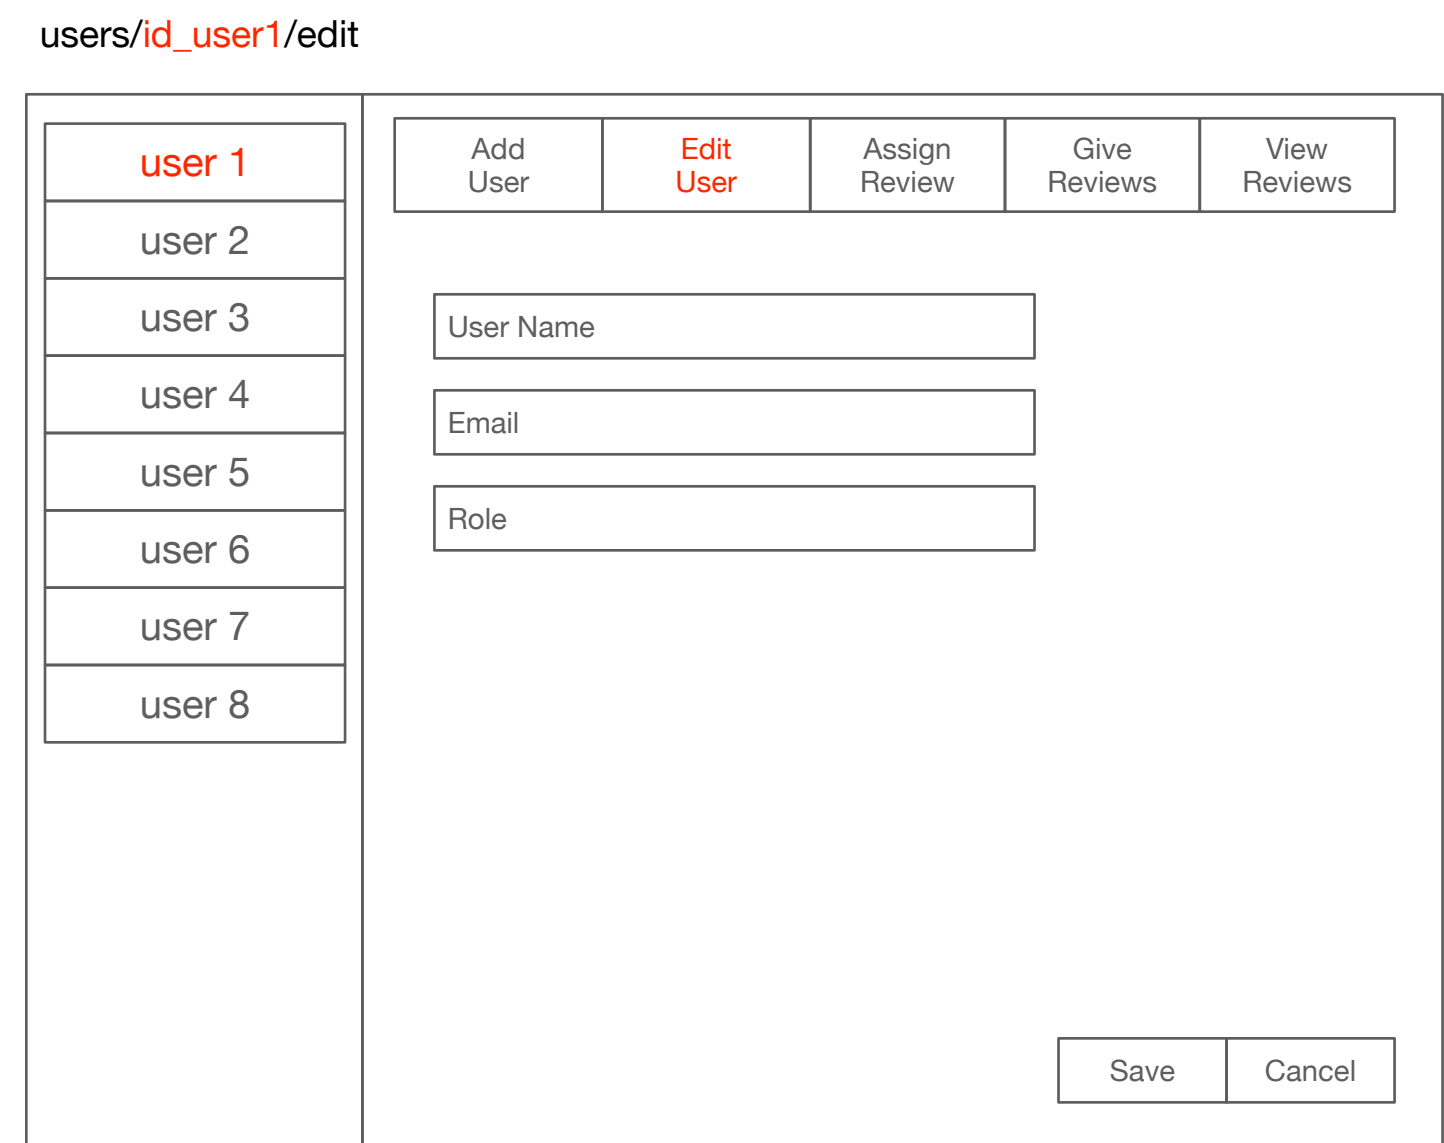 users/id_user1/edit
user 1
user 2
user 3
user 4
user 5
user 6
user 7
user 8
Add
User
Edit
User
Assign
Review
Give
Reviews
View
Reviews
User Name
Email
Role
Save
Cancel